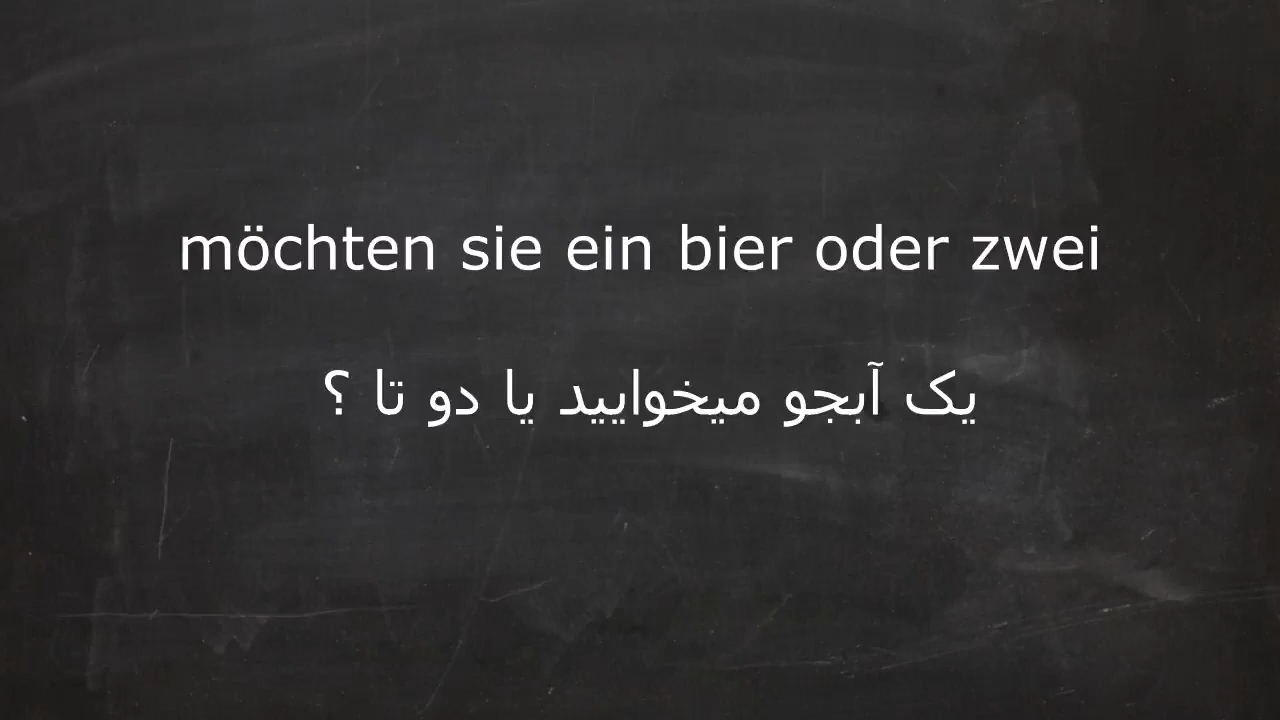 möchten sie ein bier oder zwei
یک آبجو میخوایید یا دو تا ؟